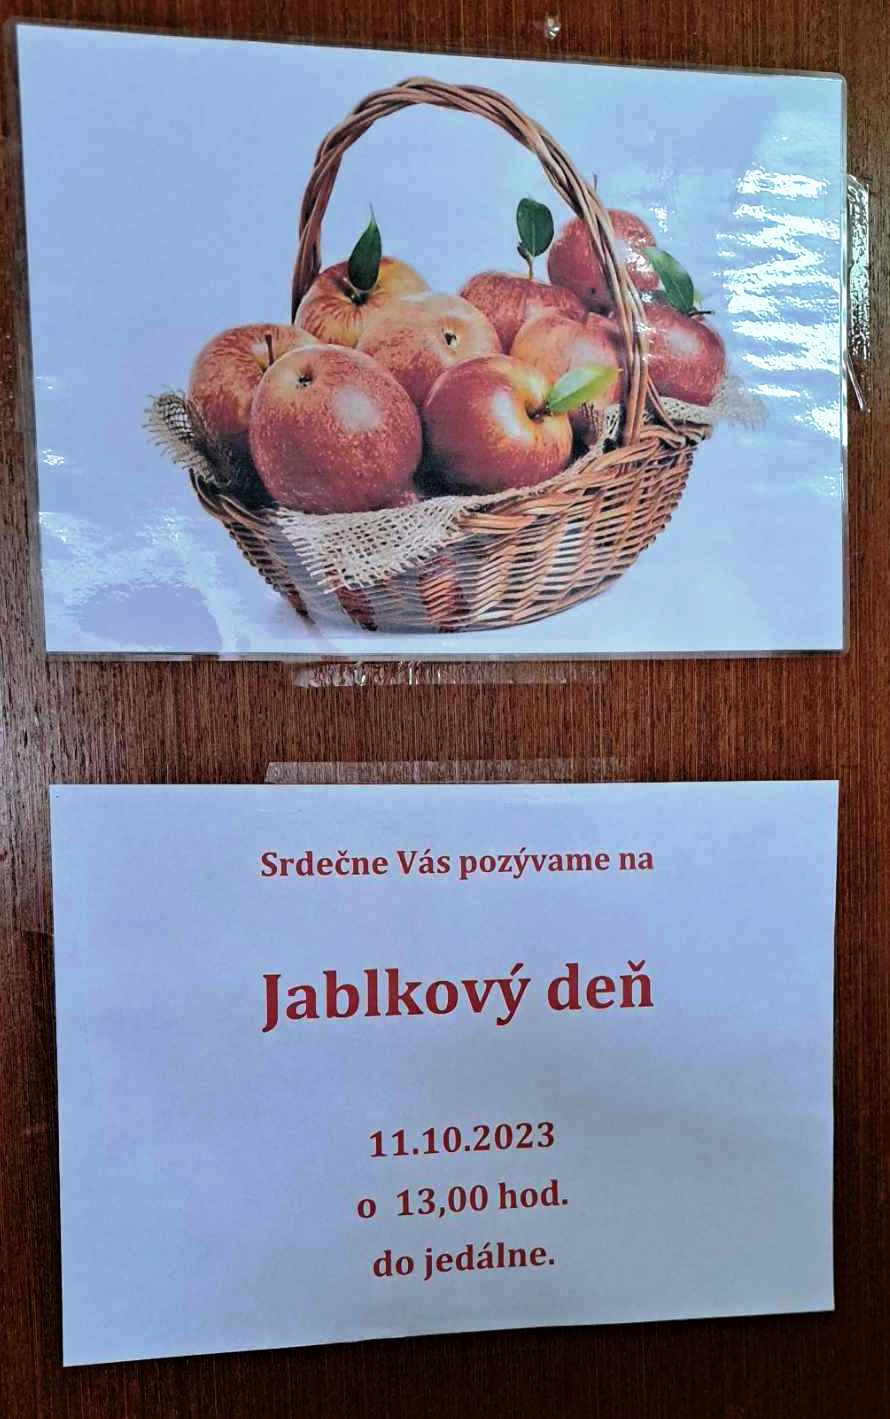 Srdečne Vás pozývame na
Jablkový deň
11.10.2023
o 13,00 hod.
do jedálne.